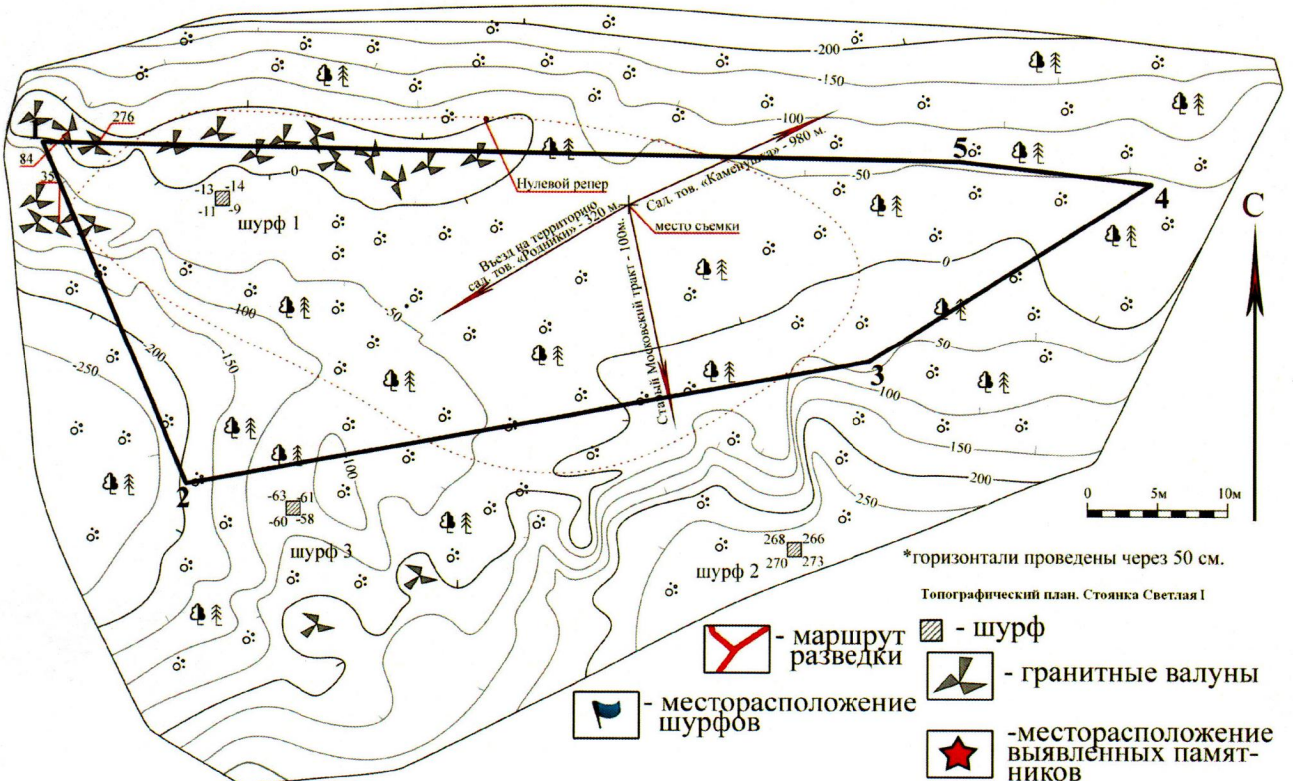 -200
-150
-100
-50
1
276
84
35
0
Нулевой репер
-13 -14
-11 -9
шурф 1
Сад. тов. «Каменушка» - 980 м.
Въезд на территорию
сад. тов. «Родники» - 320 м.
место съемки
Старый Московский тракт - 100м.
5
4
С
0
-50
-100
-150
-200
-250
50
3
100
150
200
250
2
100
-63 -61
-60 -58
шурф 3
268 266
270 273
шурф 2
0 5м 10м
*горизонтали проведены через 50 см.
Топографический план. Стоянка Светлая I
- маршрут
разведки
- шурф
- гранитные валуны
- месторасположение
шурфов
-месторасположение
выявленных памят-
ников